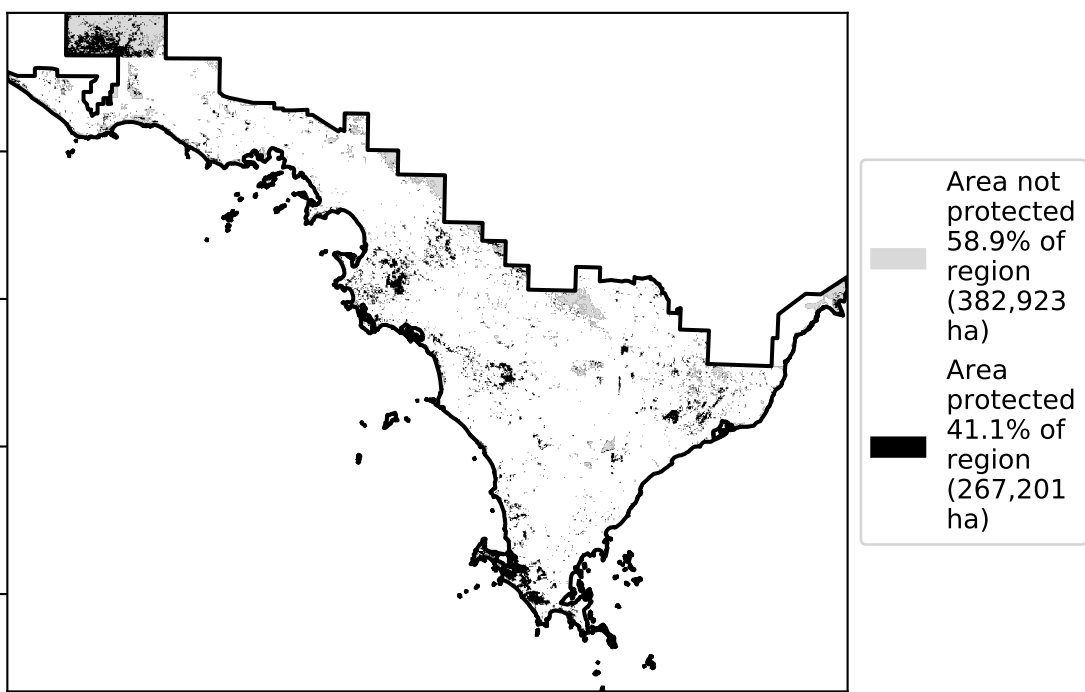 Area not
protected
58.9% of
region
(382,923
ha)
Area
protected
41.1% of
region
(267,201
ha)